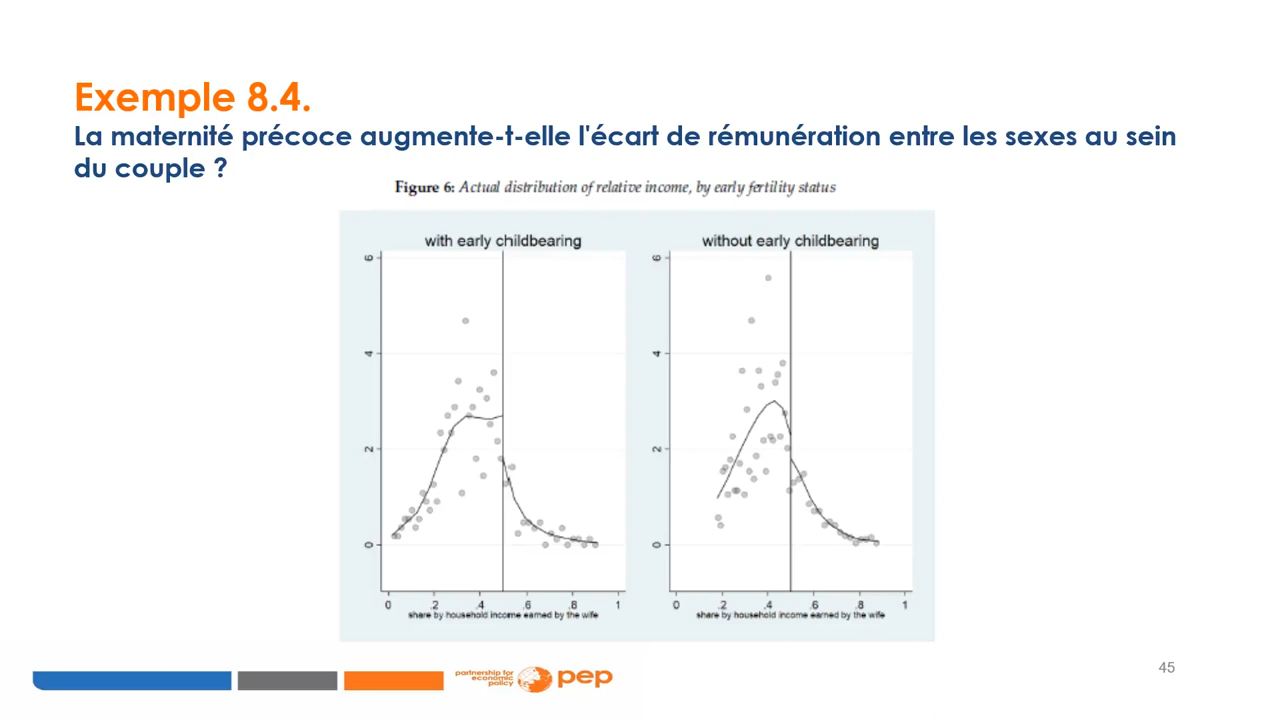 Exemple 8.4.
La maternité précoce augmente-t-elle l'écart de rémunération entre les sexes au sein
du couple ?
Figure 6: Actual distribution of relative income, by early fertility status
with early childbearing
without early childbearing
6
4
2
0
0 .2 .4 .6 .8 1
share by household income earned by the wife
6
4
2
0
0 .2 .4 .6 .8 1
share by household income earned by the wife
partnership for
economic
policy
pep
45